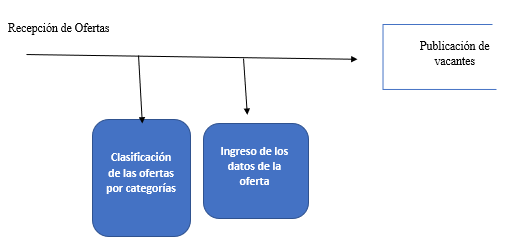 Recepción de Ofertas
Publicación de
vacantes
Clasificación
de las ofertas
por categorías
Ingreso de los
datos de la
oferta